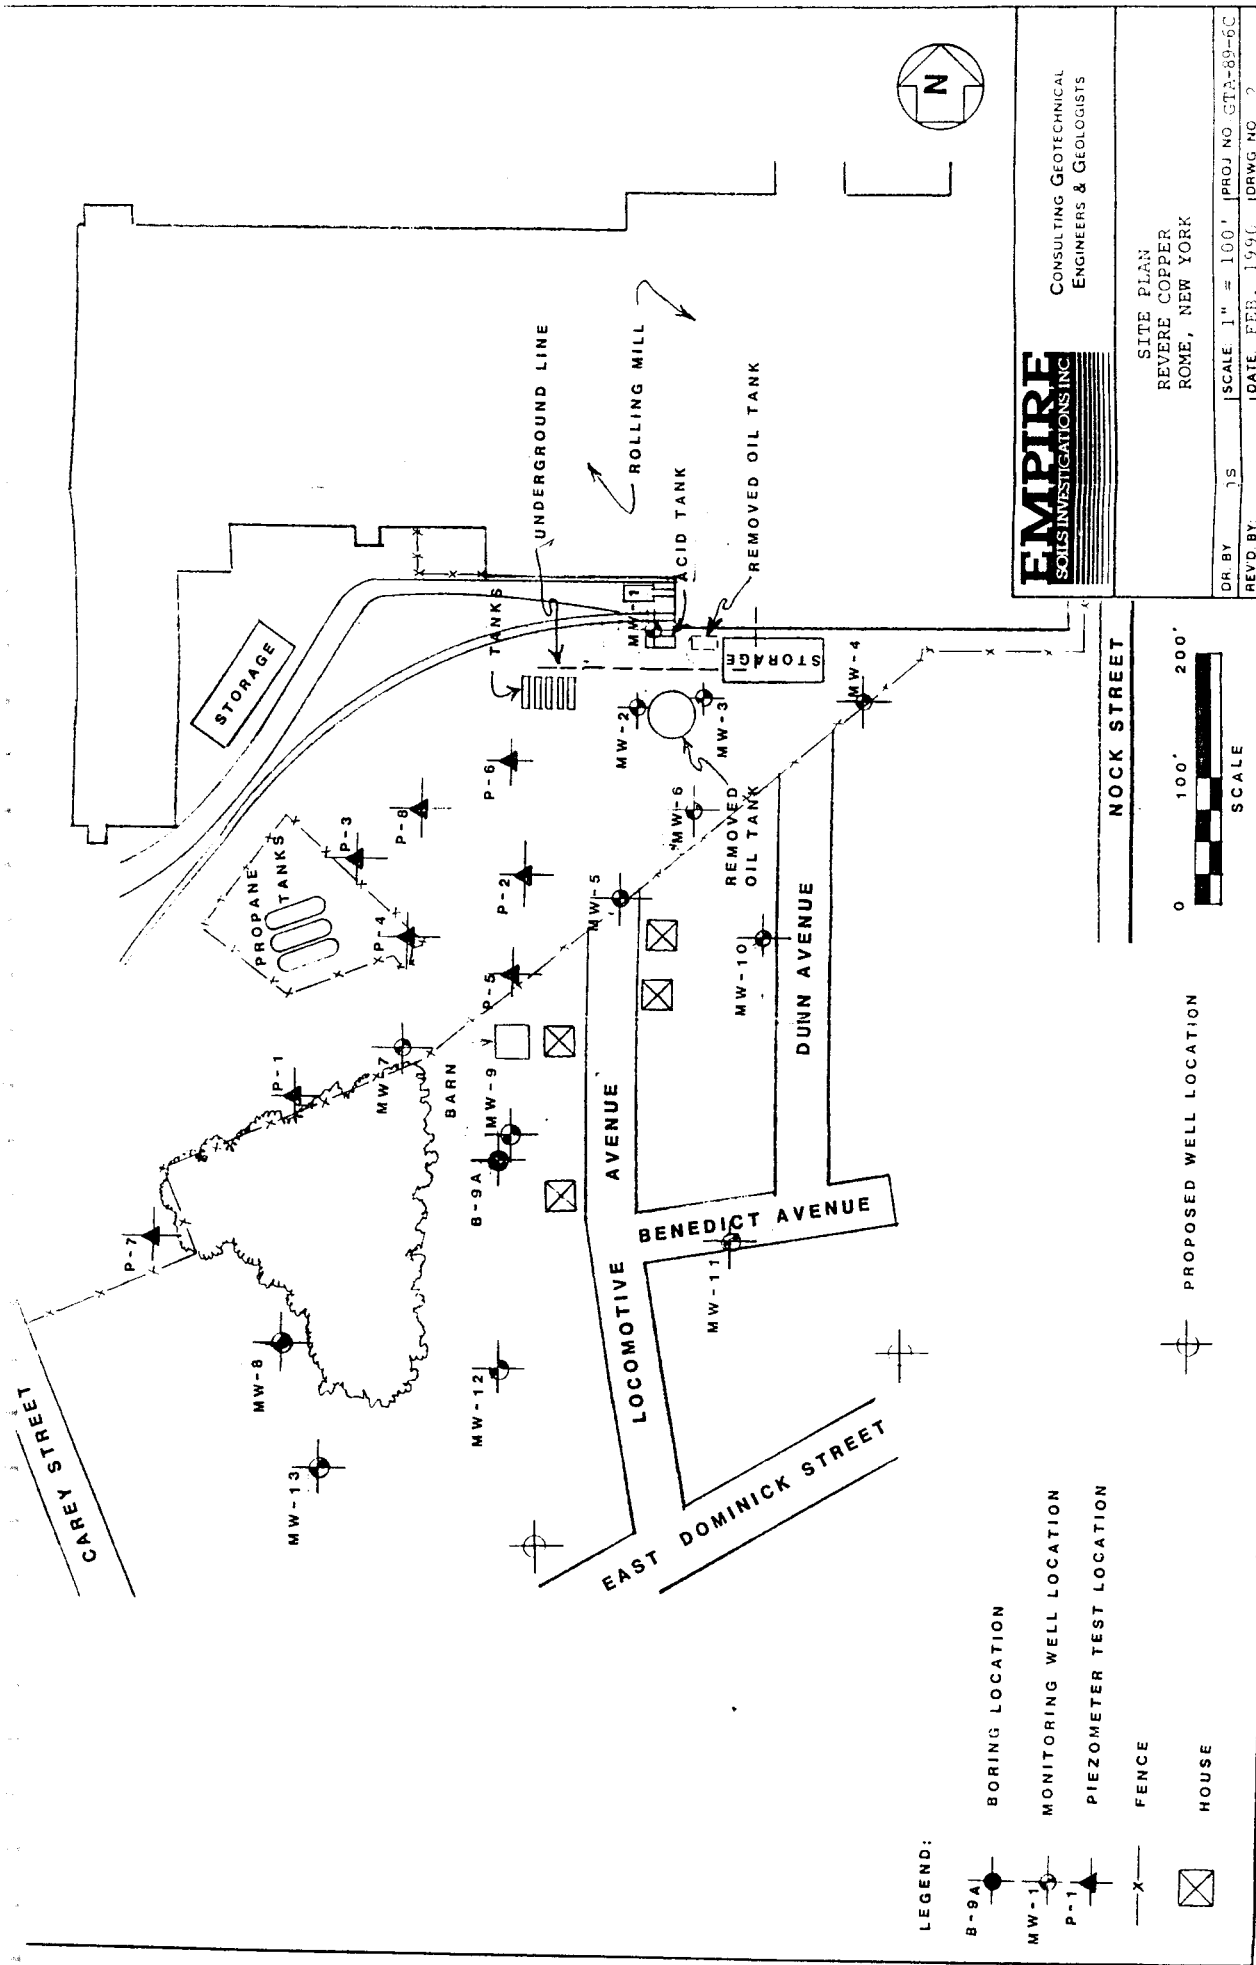 CAREY STREET
P-7
MW-8
MW-13
P-1
MW-7
BARN
MW-9
B-9A
MW-12
PROPANE
TANKS
P-3
P-4
P-8
P-6
P-2
P-5
STORAGE
TANKS
UNDERGROUND LINE
ROLLING MILL
ACID TANK
REMOVED OIL TANK
MW-1
STORAGE
MW-2
MW-3
MW-4
MW-6
REMOVED
OIL TANK
MW-5
MW-10
MW-11
LOCOMOTIVE AVENUE
DUNN AVENUE
BENEDICT AVENUE
EAST DOMINICK STREET
NOCK STREET
N
0 100' 200'
SCALE
LEGEND:
B-9A BORING LOCATION
MW-1 MONITORING WELL LOCATION
P-1 PIEZOMETER TEST LOCATION
X FENCE
HOUSE
PROPOSED WELL LOCATION
EMPIRE
SOILS INVESTIGATIONS INC.
CONSULTING GEOTECHNICAL
ENGINEERS & GEOLOGISTS
SITE PLAN
REVERE COPPER
ROME, NEW YORK
DR. BY SCALE 1" = 100' PROJ NO GTA-89-6C
REV'D. BY: DATE FEB. 1990 DRWG NO 2